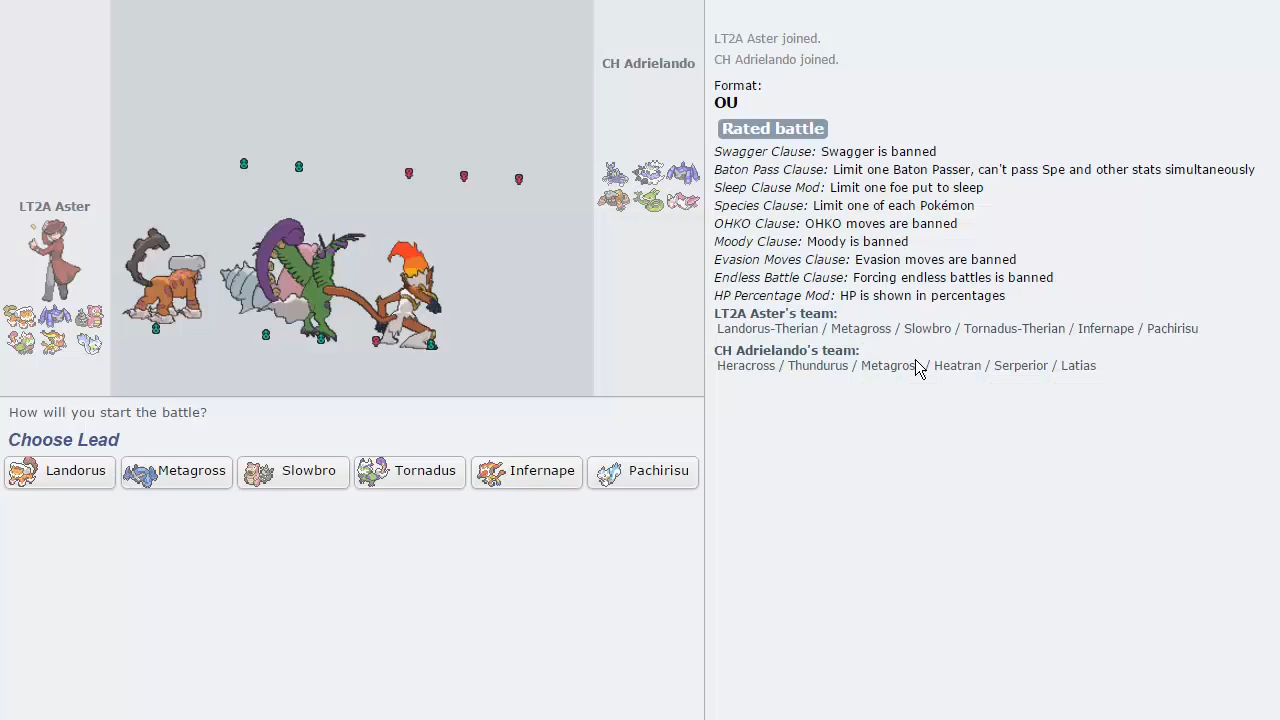 CH Adrielando
LT2A Aster
How will you start the battle?
Choose Lead
Landorus
Metagross
Slowbro
Tornadus
Infernape
Pachirisu
LT2A Aster joined.
CH Adrielando joined.
Format:
OU
Rated battle
Swagger Clause: Swagger is banned
Baton Pass Clause: Limit one Baton Passer, can't pass Spe and other stats simultaneously
Sleep Clause Mod: Limit one foe put to sleep
Species Clause: Limit one of each Pokémon
OHKO Clause: OHKO moves are banned
Moody Clause: Moody is banned
Evasion Moves Clause: Evasion moves are banned
Endless Battle Clause: Forcing endless battles is banned
HP Percentage Mod: HP is shown in percentages
LT2A Aster's team:
Landorus-Therian / Metagross / Slowbro / Tornadus-Therian / Infernape / Pachirisu
CH Adrielando's team:
Heracross / Thundurus / Metagross / Heatran / Serperior / Latias